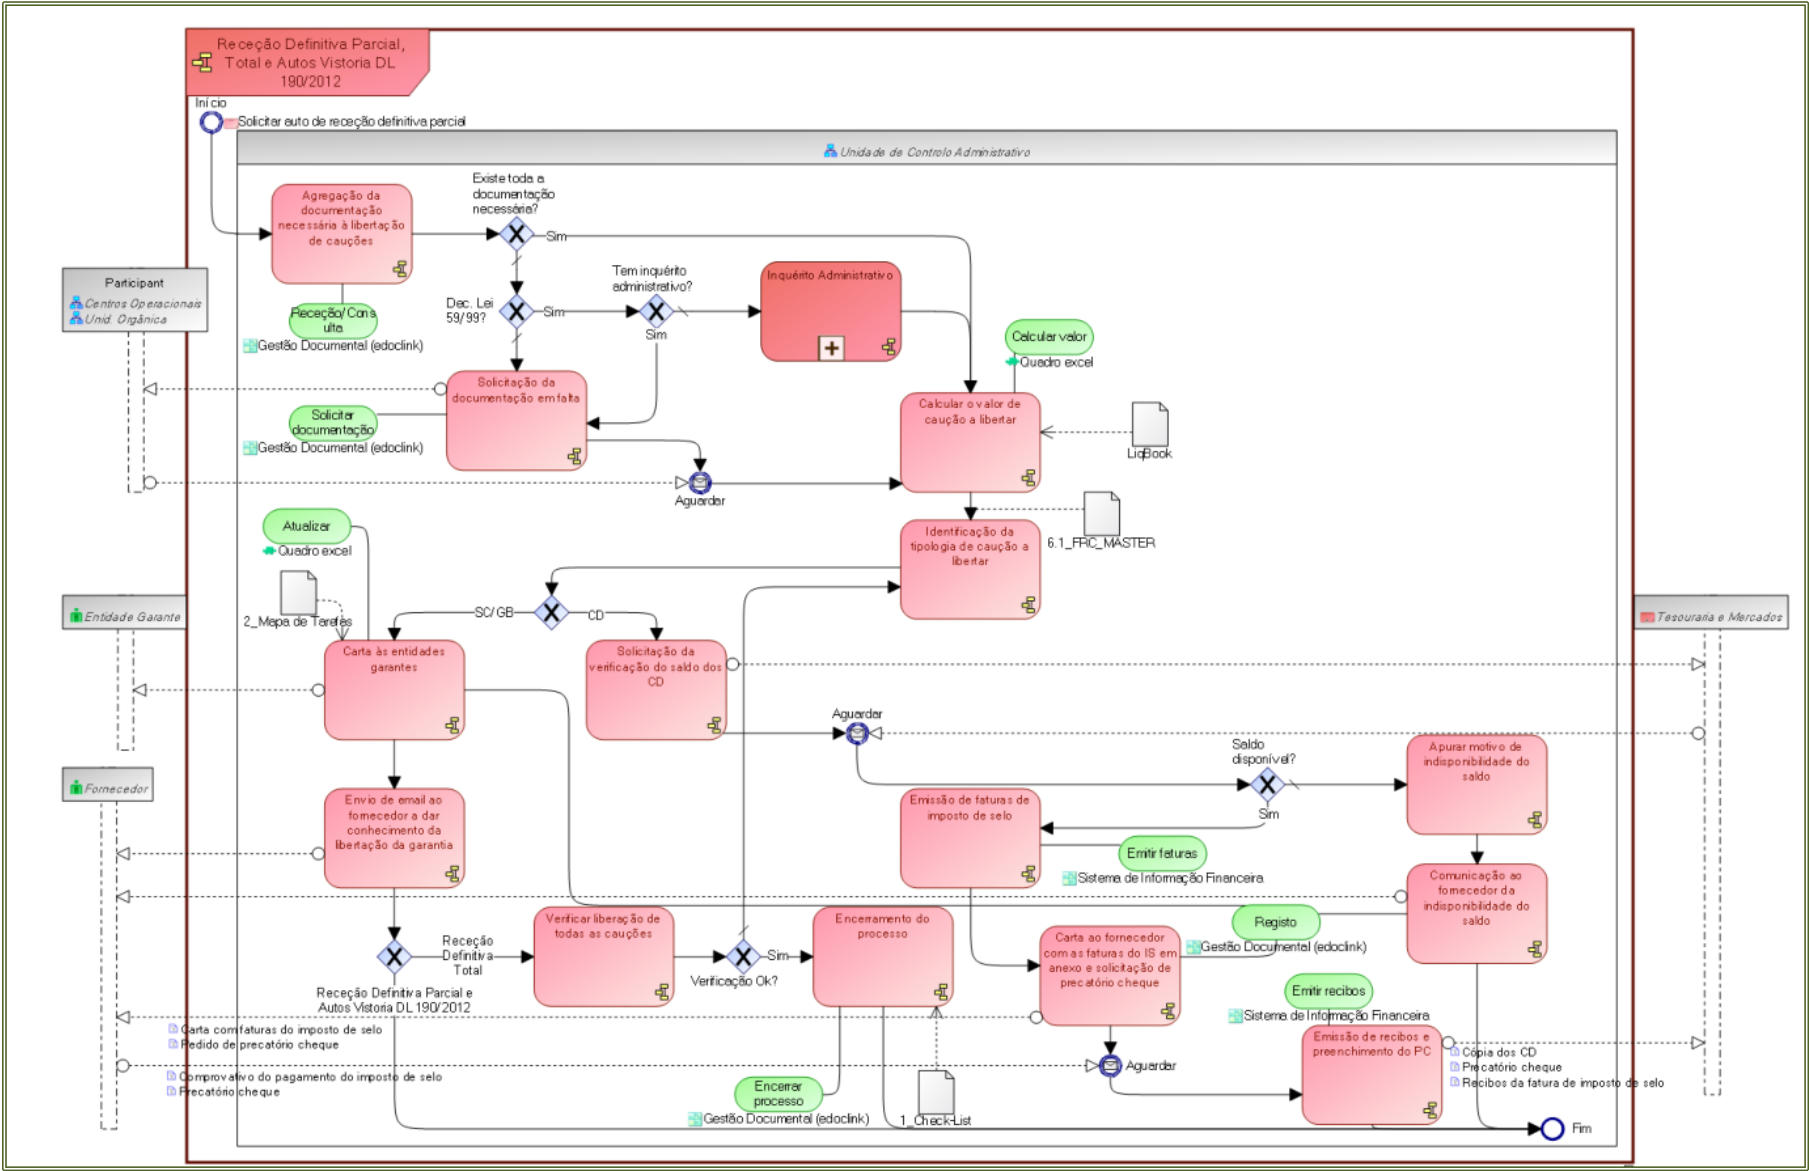 Receção Definitiva Parcial,
Total e Autos Vistoria DL
190/2012
Início
Solicitar auto de receção definitiva parcial
Unidade de Controlo Administrativo
Agregação da
documentação
necessária à libertação
de cauções
Existe toda a
documentação
necessária?
Sim
Participant
Centros Operacionais
Unid. Orgânica
Receção/Cons
ulta
Gestão Documental (edoclink)
Dec. Lei
59/99?
Sim
Tem inquérito
administrativo?
Sim
Inquérito Administrativo
Calcular valor
Quadro excel
Solicitação da
documentação em falta
Solicitar
documentação
Gestão Documental (edoclink)
Calcular o valor de
caução a libertar
LiqBook
Aguardar
Atualizar
Quadro excel
Identificação da
tipologia de caução a
libertar
6.1_FRC_MASTER
2_Mapa de Tarefas
SC/GB
CD
Entidade Garante
Tesouraria e Mercados
Carta às entidades
garantes
Solicitação da
verificação do saldo dos
CD
Aguardar
Saldo
disponível?
Sim
Apurar motivo de
indisponibilidade do
saldo
Fornecedor
Envio de email ao
fornecedor a dar
conhecimento da
libertação da garantia
Emissão de faturas de
imposto de selo
Emitir faturas
Sistema de Informação Financeira
Comunicação ao
fornecedor da
indisponibilidade do
saldo
Receção
Definitiva
Total
Verificar liberação de
todas as cauções
Verificação Ok?
Sim
Encerramento do
processo
Registo
Gestão Documental (edoclink)
Carta ao fornecedor
com as faturas do IS em
anexo e solicitação de
precatório cheque
Receção Definitiva Parcial e
Autos Vistoria DL 190/2012
Emitir recibos
Sistema de Informação Financeira
Carta com faturas do imposto de selo
Pedido de precatório cheque
Emissão de recibos e
preenchimento do PC
Cópia dos CD
Precatório cheque
Recibos da fatura de imposto de selo
Aguardar
Comprovativo do pagamento do imposto de selo
Precatório cheque
Encerrar
processo
Gestão Documental (edoclink)
1_Check-List
Fim